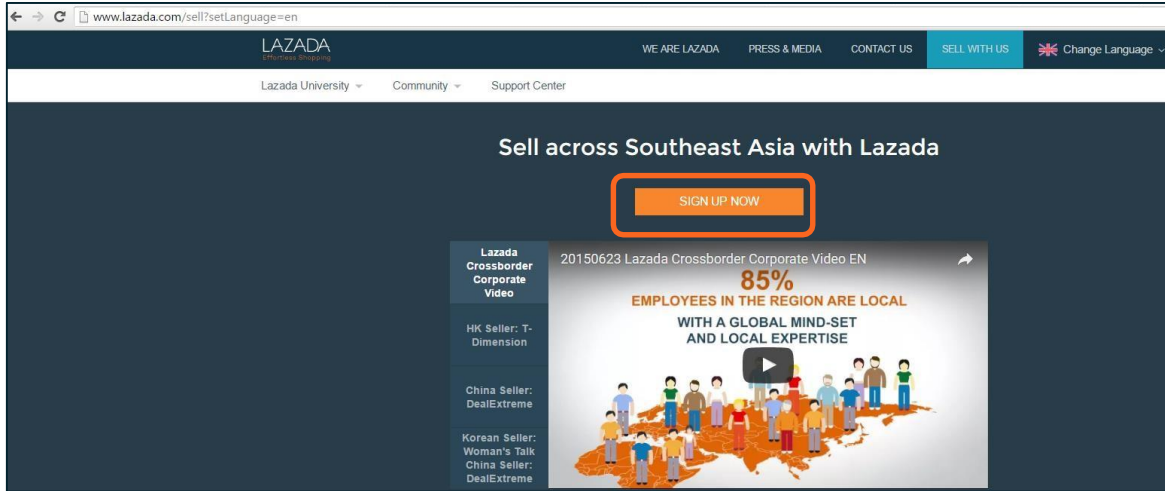 www.lazada.com/sell?setLanguage=en
LAZADA
Effortless Shopping
WE ARE LAZADA PRESS & MEDIA CONTACT US SELL WITH US Change Language
Lazada University Community Support Center
Sell across Southeast Asia with Lazada
SIGN UP NOW
Lazada
Crossborder
Corporate
Video
HK Seller: T-
Dimension
China Seller:
DealExtreme
Korean Seller:
Woman's Talk
China Seller:
DealExtreme
20150623 Lazada Crossborder Corporate Video EN
85%
EMPLOYEES IN THE REGION ARE LOCAL
WITH A GLOBAL MIND-SET
AND LOCAL EXPERTISE